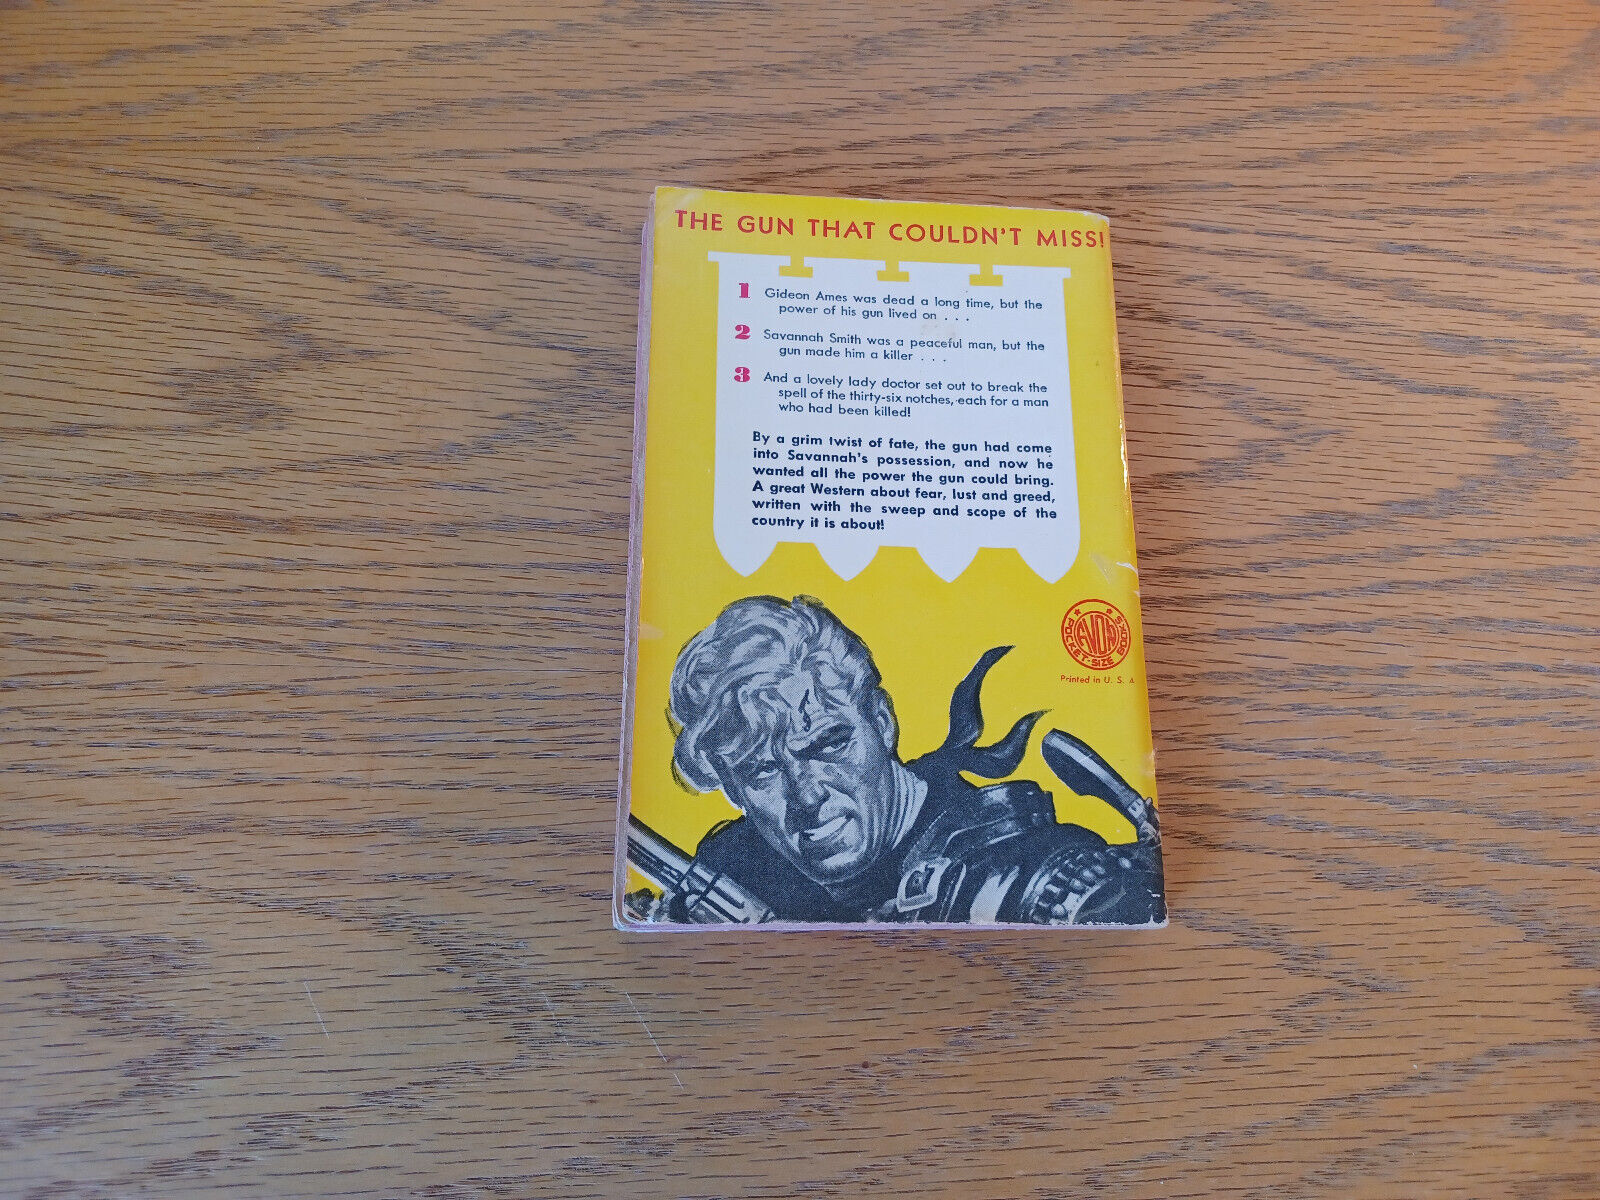 THE GUN THAT COULDN'T MISS!
1 Gideon Ames was dead a long time, but the
power of his gun lived on . . .
2 Savannah Smith was a peaceful man, but the
gun made him a killer . . .
3 And a lovely lady doctor set out to break the
spell of the thirty-six notches, each for a man
who had been killed!
By a grim twist of fate, the gun had come
into Savannah's possession, and now he
wanted all the power the gun could bring.
A great Western about fear, lust and greed,
written with the sweep and scope of the
country it is about!
AVON
POCKET-SIZE BOOKS
Printed in U. S. A